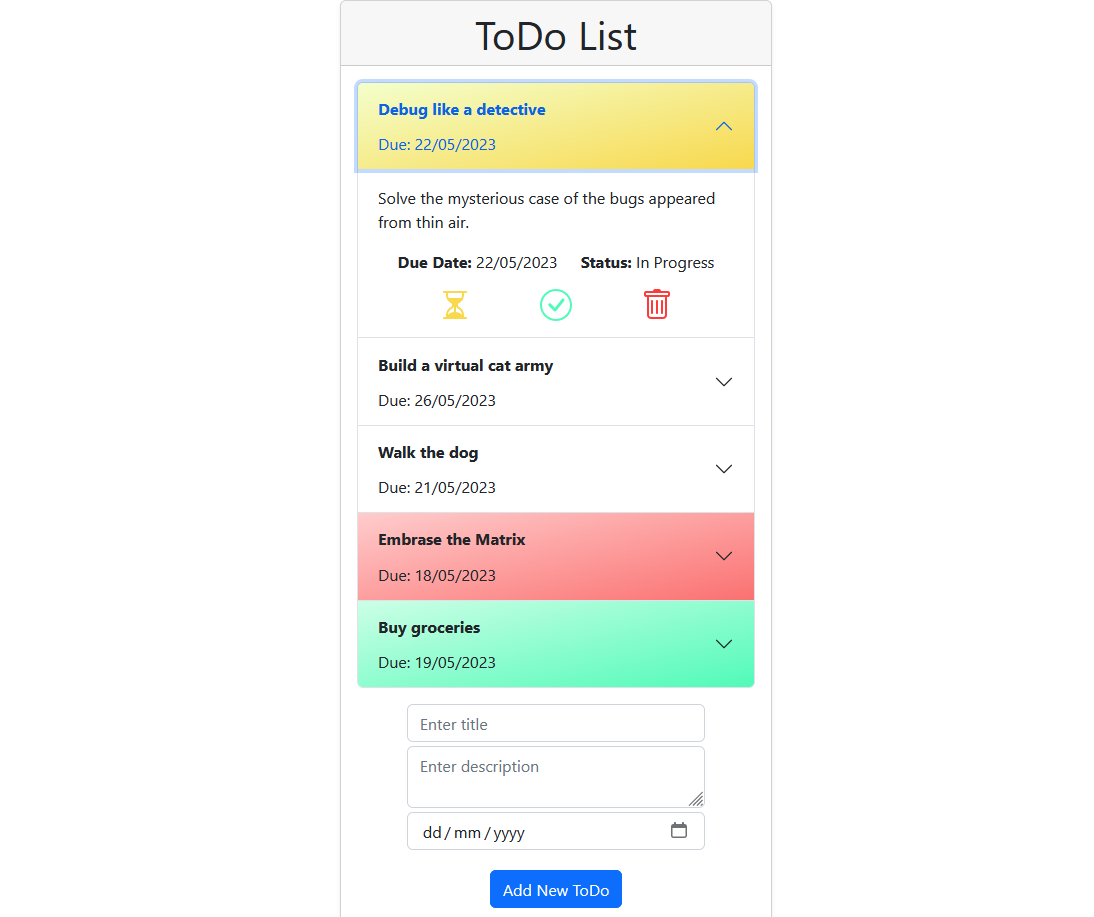 ToDo List
Debug like a detective
Due: 22/05/2023
Solve the mysterious case of the bugs appeared
from thin air.
Due Date: 22/05/2023 Status: In Progress
Build a virtual cat army
Due: 26/05/2023
Walk the dog
Due: 21/05/2023
Embrase the Matrix
Due: 18/05/2023
Buy groceries
Due: 19/05/2023
Enter title
Enter description
dd/mm/yyyy
Add New ToDo